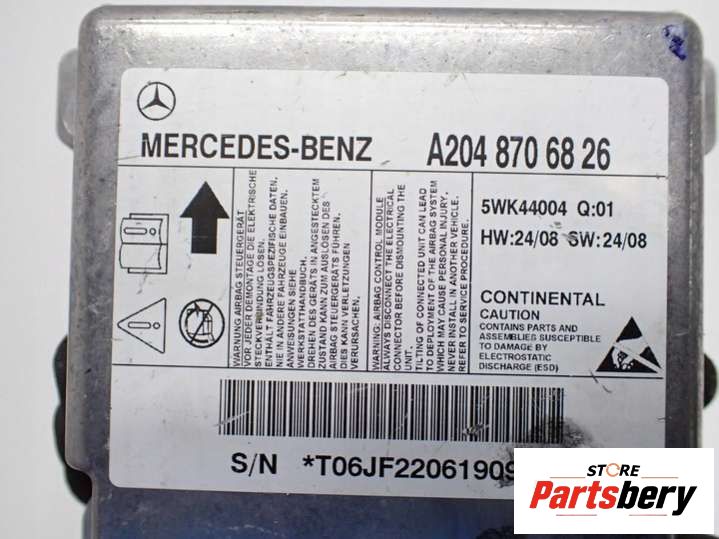 MERCEDES-BENZ
A204 870 68 26
5WK44004 Q:01
HW:24/08 SW:24/08
WARNUNG AIRBAG STEUERGERÄT
VOR JEDER DEMONTAGE DIE ELEKTRISCHE
STECKVERBINDUNG LÖSEN.
ENTHÄLT FAHRZEUGSPEZIFISCHE DATEN.
NIE IN ANDERE FAHRZEUGE EINBAUEN.
ANWEISUNGEN SIEHE
WERKSTATTHANDBUCH.
DREHEN DES GERÄTS IN ANGESTECKTEM
ZUSTAND KANN ZUM AUSLÖSEN DES
AIRBAG STEUERGERÄTS FÜHREN.
DIES KANN VERLETZUNGEN
VERURSACHEN.
WARNING: AIRBAG CONTROL MODULE
ALWAYS DISCONNECT THE ELECTRICAL
CONNECTOR BEFORE DISMOUNTING THE
UNIT.
TILTING OF CONNECTED UNIT CAN LEAD
TO DEPLOYMENT OF THE AIRBAG SYSTEM
WHICH MAY CAUSE PERSONAL INJURY.
NEVER INSTALL IN ANOTHER VEHICLE.
REFER TO SERVICE PROCEDURE.
CONTINENTAL
CAUTION
CONTAINS PARTS AND
ASSEMBLIES SUSCEPTIBLE
TO DAMAGE BY
ELECTROSTATIC
DISCHARGE (ESD)
S/N *T06JF22061909
STORE
Partsbery